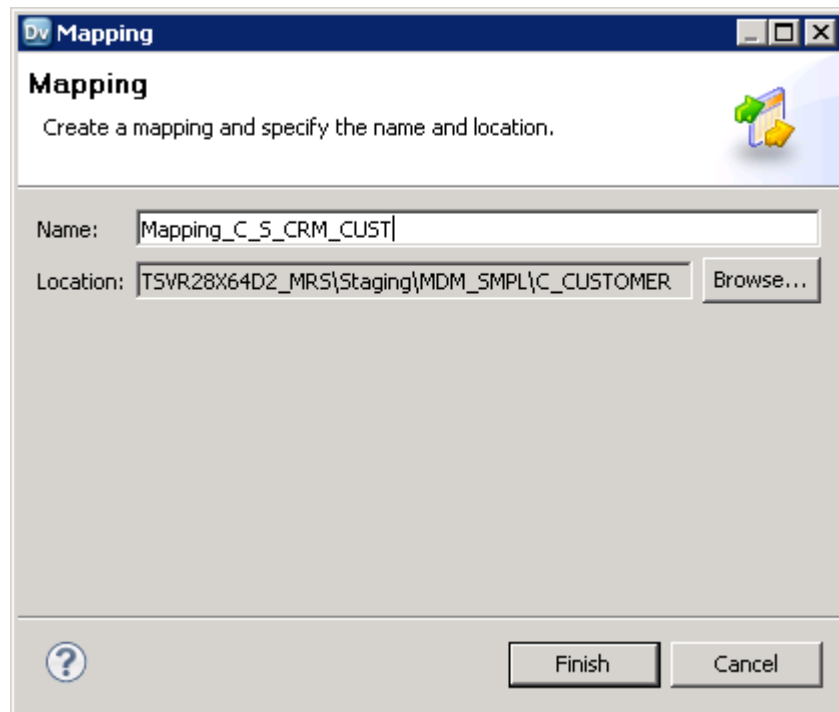 Dv Mapping
Mapping
Create a mapping and specify the name and location.
Name: Mapping_C_S_CRM_CUST
Location: TSVR28X64D2_MRS\Staging\MDM_SMPL\C_CUSTOMER Browse...
? Finish Cancel